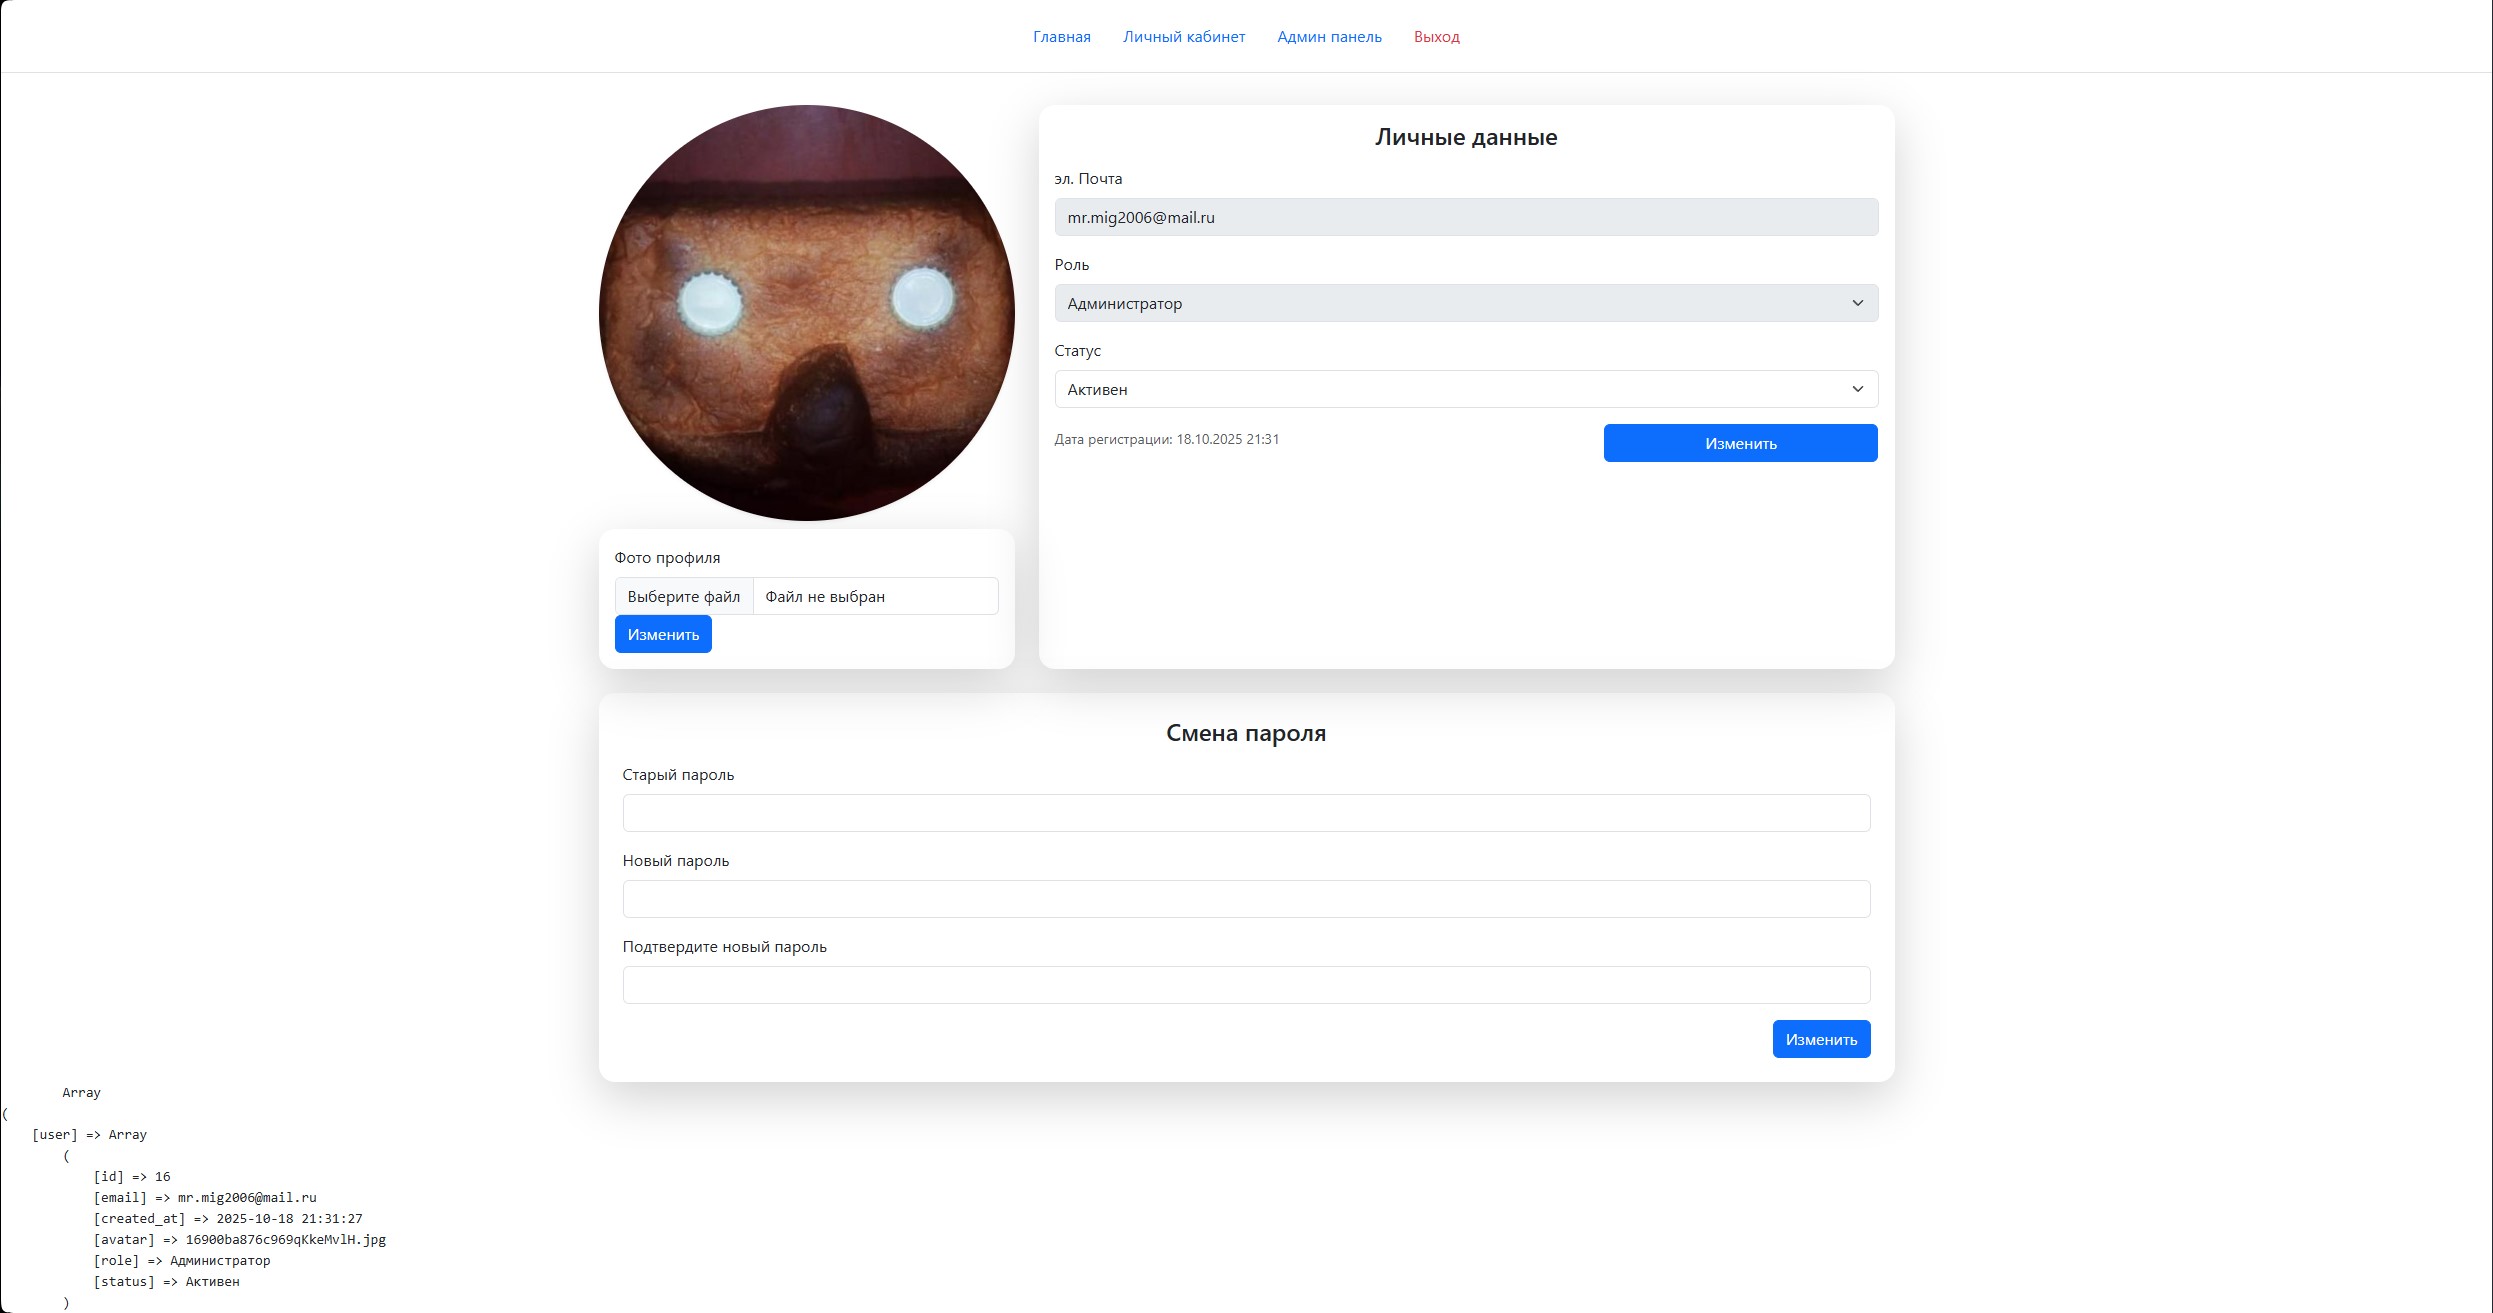 Главная Личный кабинет Админ панель Выход
Личные данные
эл. Почта
mr.mig2006@mail.ru
Роль
Администратор
Статус
Активен
Дата регистрации: 18.10.2025 21:31
Изменить
Фото профиля
Выберите файл Файл не выбран
Изменить
Смена пароля
Старый пароль
Новый пароль
Подтвердите новый пароль
Изменить
Array
(
[user] => Array
(
[id] => 16
[email] => mr.mig2006@mail.ru
[created_at] => 2025-10-18 21:31:27
[avatar] => 16900ba876c969qKkeMvlH.jpg
[role] => Администратор
[status] => Активен
)